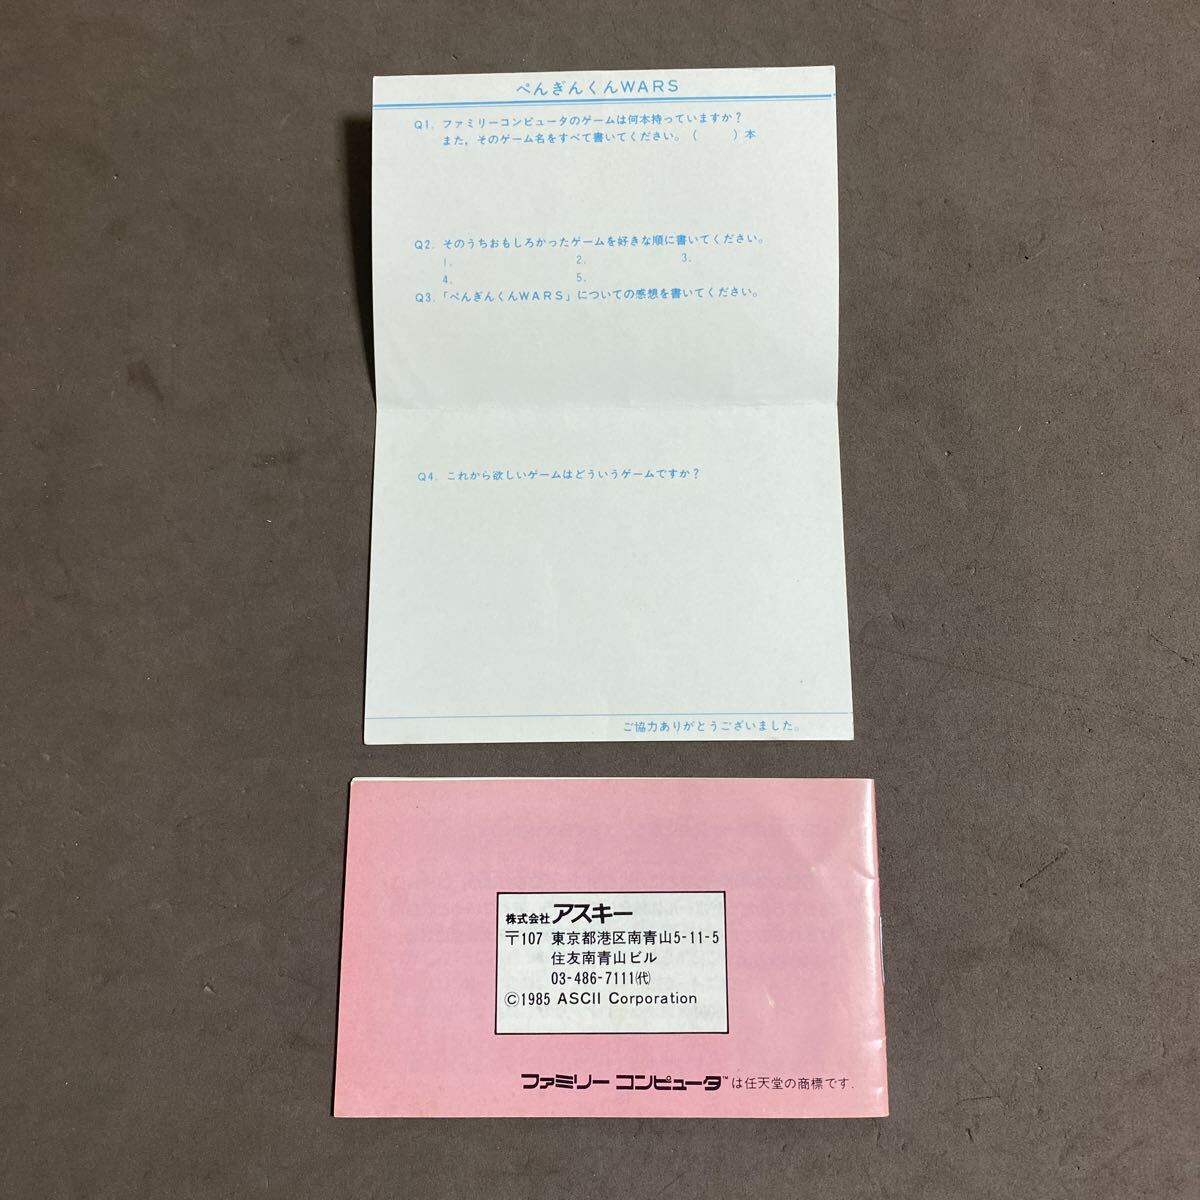 ぺんぎんくんWARS
Q1. ファミリーコンピュータのゲームは何本持っていますか？
また，そのゲーム名をすべて書いてください。（　　）本
Q2. そのうちおもしろかったゲームを好きな順に書いてください。
1. 2. 3.
4. 5.
Q3.「ぺんぎんくんWARS」についての感想を書いてください。
Q4. これから欲しいゲームはどういうゲームですか？
ご協力ありがとうございました。
株式会社アスキー
〒107 東京都港区南青山5-11-5
住友南青山ビル
03-486-7111㈹
©1985 ASCII Corporation
ファミリー コンピュータ™は任天堂の商標です.